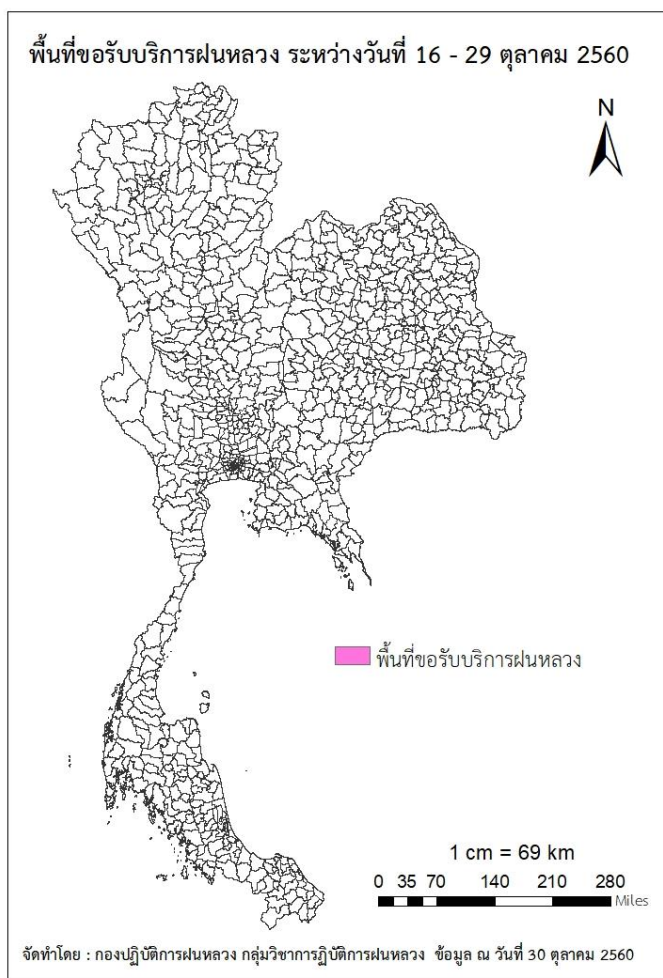 พื้นที่ขอรับบริการฝนหลวง ระหว่างวันที่ 16 - 29 ตุลาคม 2560
N
พื้นที่ขอรับบริการฝนหลวง
1 cm = 69 km
0 35 70 140 210 280
Miles
จัดทำโดย : กองปฏิบัติการฝนหลวง กลุ่มวิชาการฏิบัติการฝนหลวง ข้อมูล ณ วันที่ 30 ตุลาคม 2560